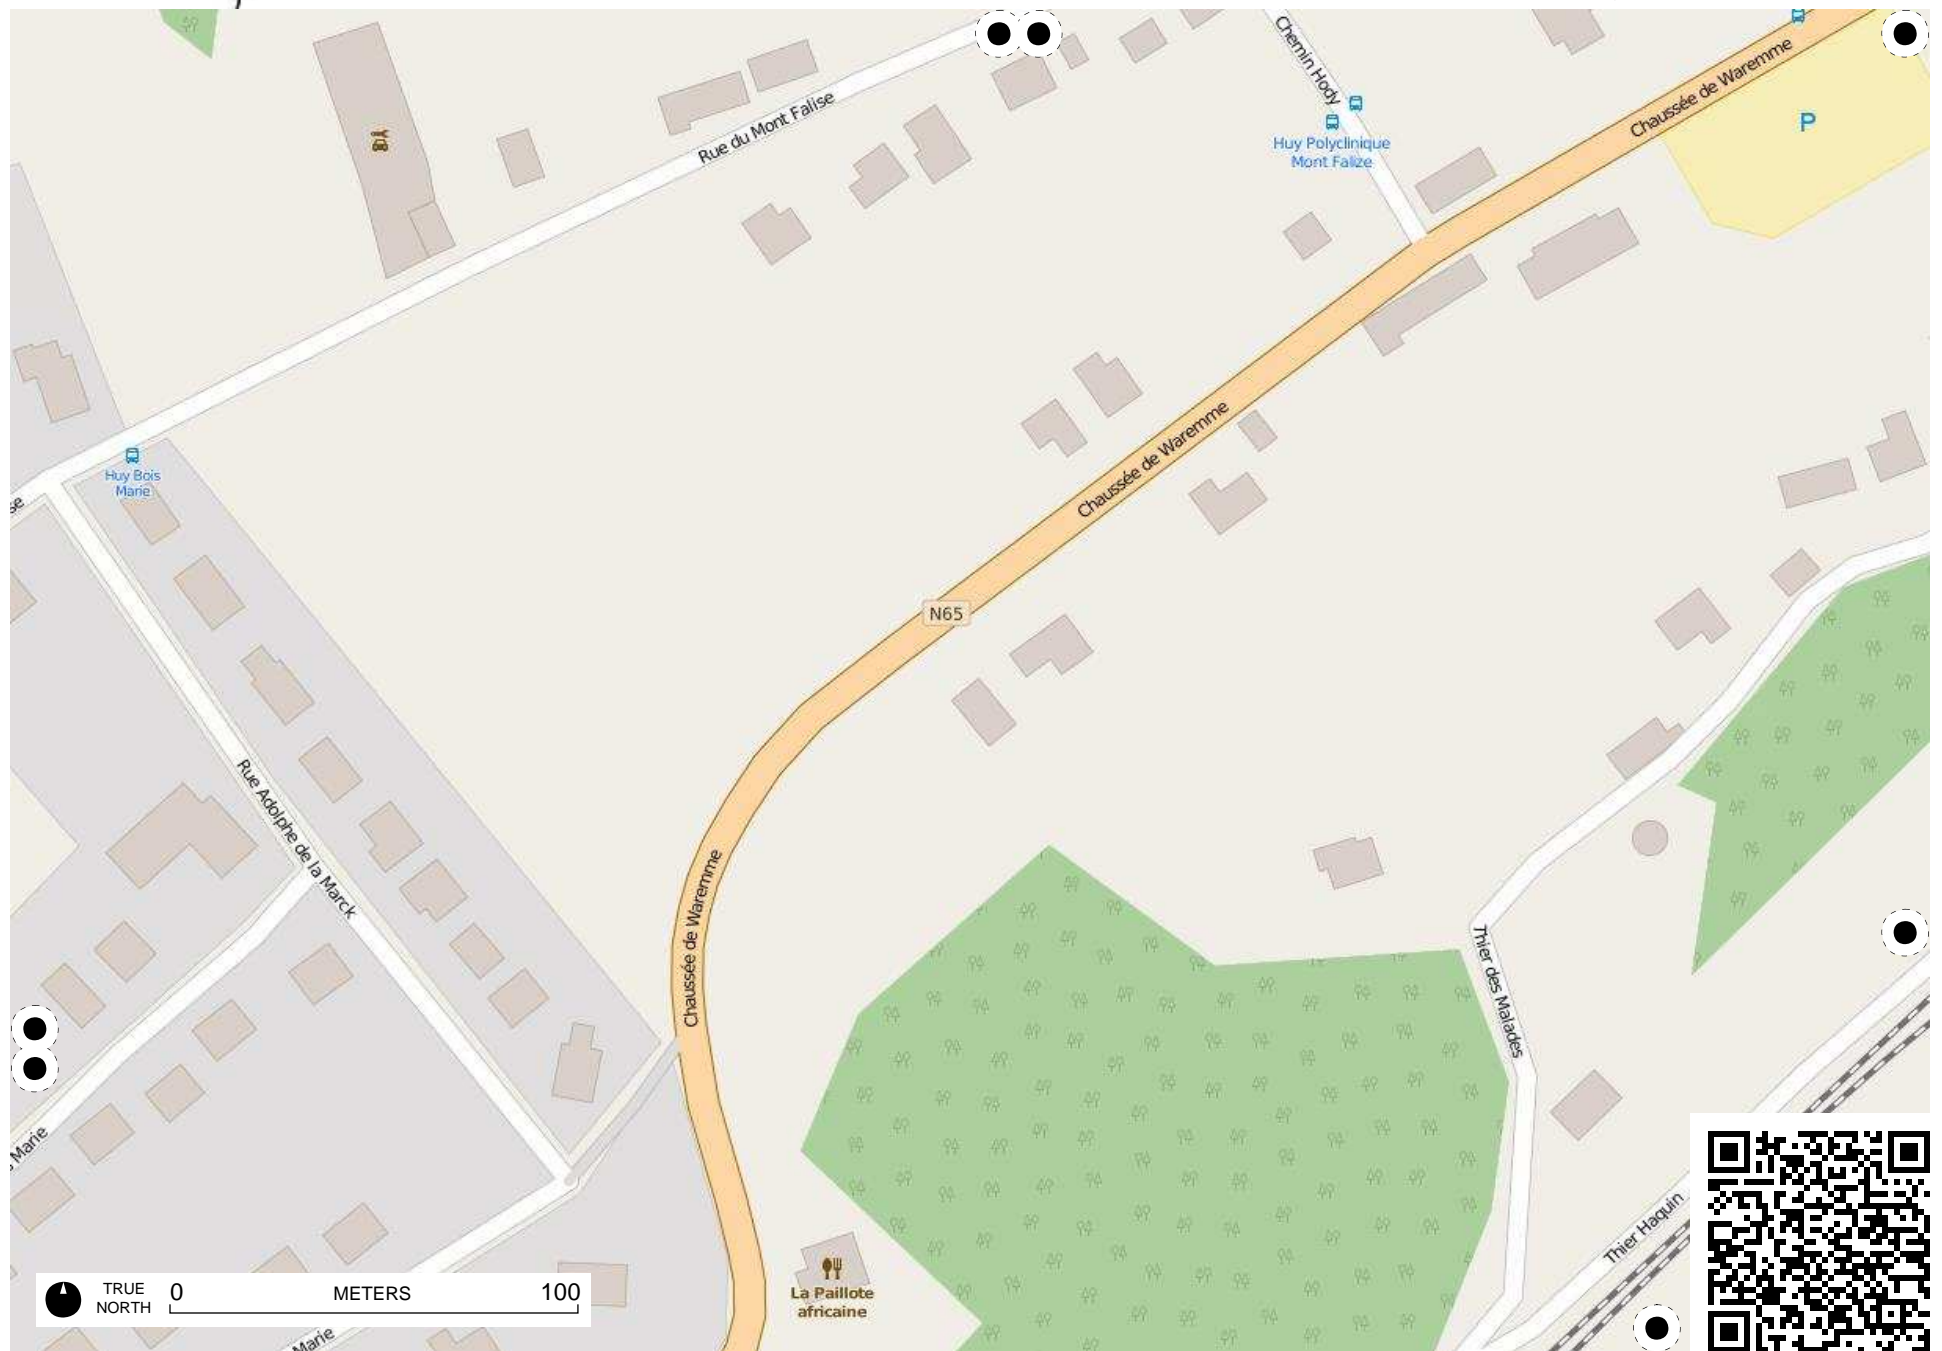 Chemin Hody
Chaussée de Waremme
Rue du Mont Falise
P
Huy Polyclinique
Mont Falize
Chaussée de Waremme
Huy Bois
Marie
se
N65
Rue Adolphe de la Marck
Chaussée de Waremme
Thier des Malades
Marie
Thier Haquin
La Paillote
africaine
TRUE
NORTH
0 METERS 100
Marie